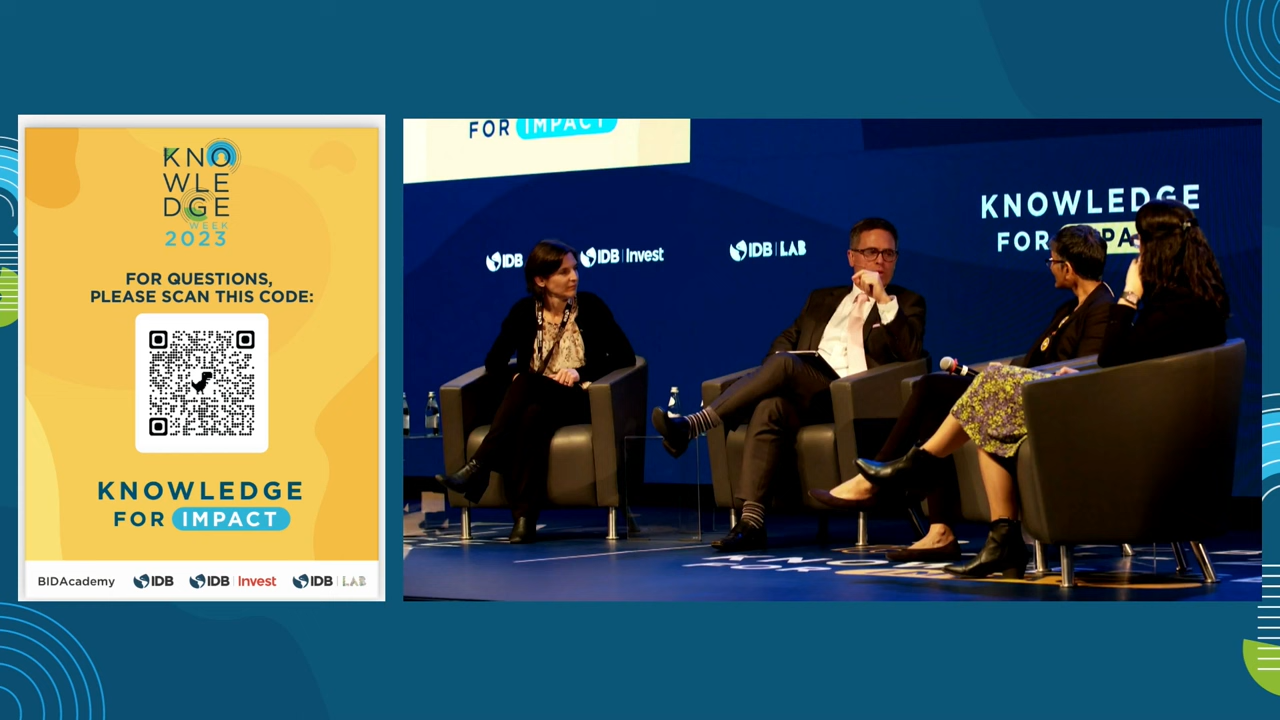 KNO
WLE
DGE
WEEK
2023
FOR QUESTIONS,
PLEASE SCAN THIS CODE:
KNOWLEDGE
FOR IMPACT
BIDAcademy IDB IDB Invest IDB LAB
FOR IMPACT
IDB IDB Invest IDB LAB
KNOWLEDGE
FOR